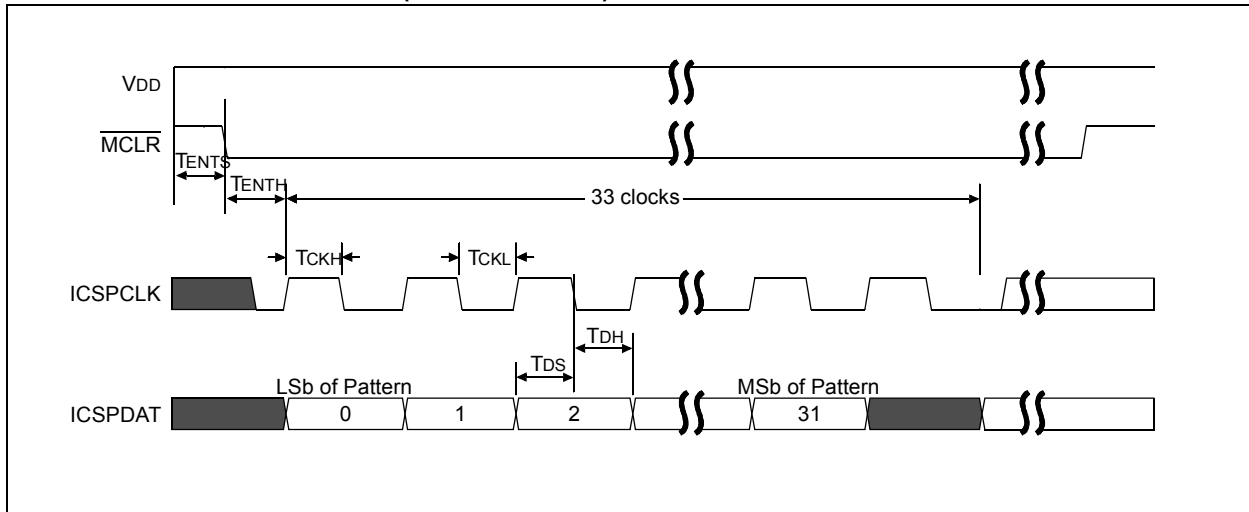 VDD
MCLR
TENTS
TENTH
33 clocks
TCKH
TCKL
ICSPCLK
TDH
TDS
LSb of Pattern
MSb of Pattern
ICSPDAT
0
1
2
31